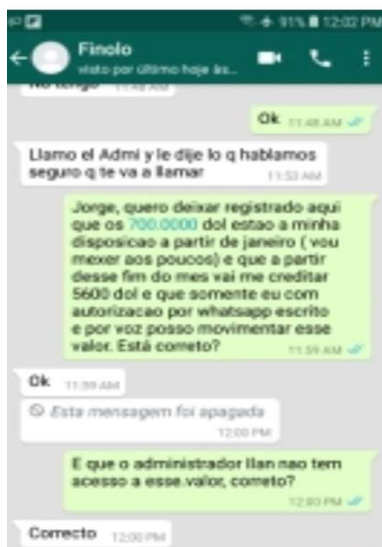 91% 12:02 PM
Finolo
visto por último hoje às...
No tengo 11:48 AM
Ok 11:48 AM
Llamo el Admi y le dije lo q hablamos
seguro q te va a llamar 11:53 AM
Jorge, quero deixar registrado aqui
que os 700.0000 dol estao a minha
disposicao a partir de janeiro ( vou
mexer aos poucos) e que a partir
desse fim do mes vai me creditar
5600 dol e que somente eu com
autorizacao por whatsapp escrito
e por voz posso movimentar esse
valor. Está correto? 11:59 AM
Ok 11:59 AM
Esta mensagem foi apagada
12:00 PM
E que o administrador Ilan nao tem
acesso a esse.valor, correto?
12:00 PM
Correcto 12:00 PM